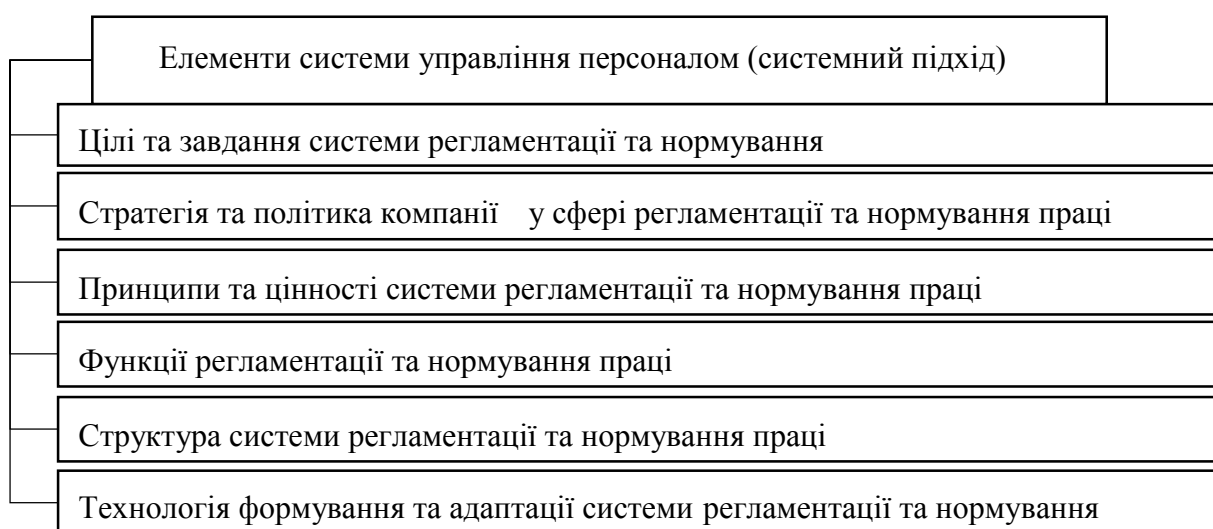 Елементи системи управління персоналом (системний підхід)
Цілі та завдання системи регламентації та нормування
Стратегія та політика компанії у сфері регламентації та нормування праці
Принципи та цінності системи регламентації та нормування праці
Функції регламентації та нормування праці
Структура системи регламентації та нормування праці
Технологія формування та адаптації системи регламентації та нормування